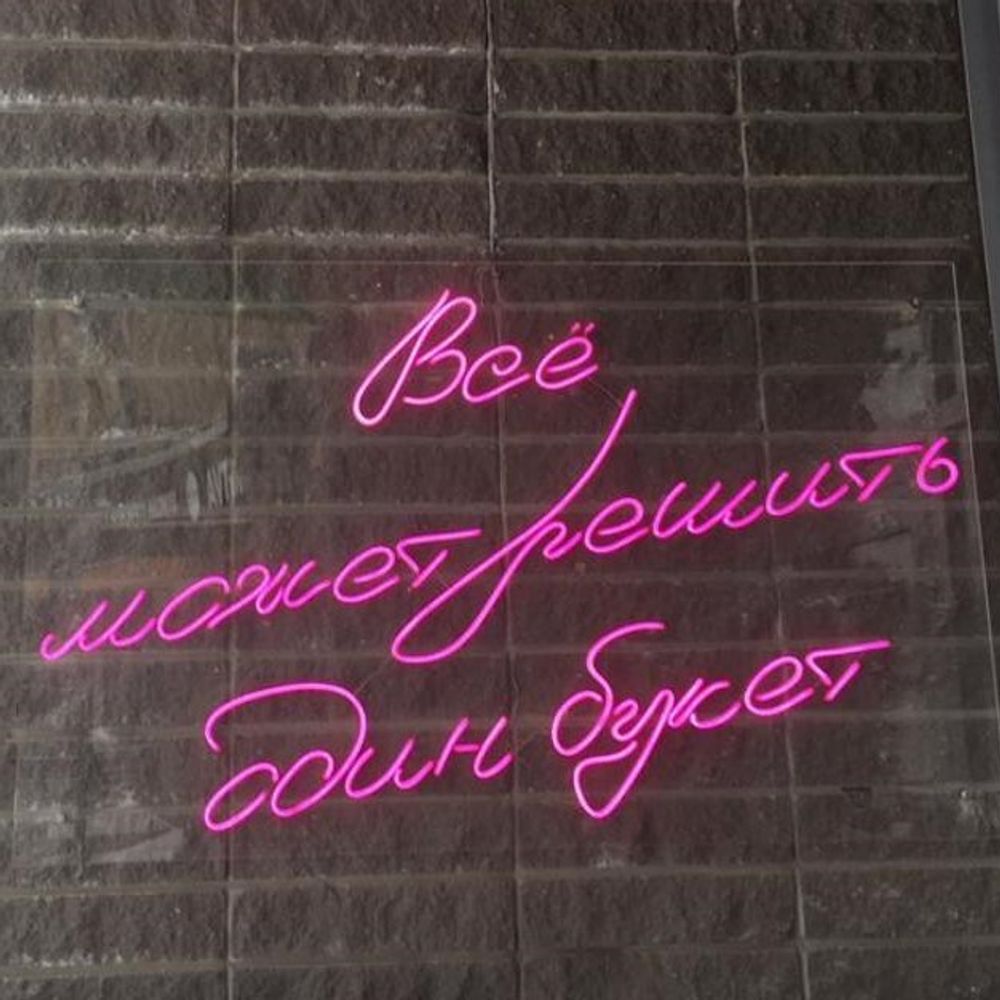 Всё
может решить
один букет